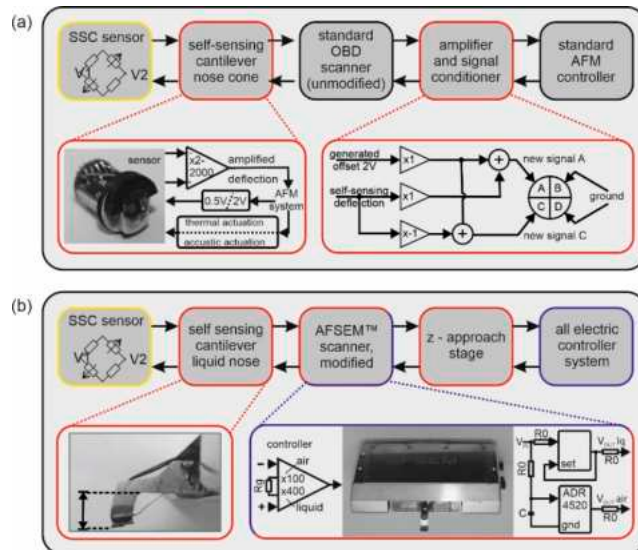 (a)
SSC sensor
V
V2
self-sensing
cantilever
nose cone
standard
OBD
scanner
(unmodified)
amplifier
and signal
conditioner
standard
AFM
controller
sensor
x2-
2000
amplified
deflection
0.5V/2V
AFM
system
thermal actuation
accustic actuation
generated
offset 2V
x1
self-sensing
deflection
x1
x-1
new signal A
A B
C D
ground
new signal C
(b)
SSC sensor
V
V2
self sensing
cantilever
liquid nose
AFSEM™
scanner,
modified
z - approach
stage
all electric
controller
system
controller
air
Rg
x100
x400
liquid
R0
R0
set
VOUT lq
R0
ADR
4520
gnd
C
VOUT air
R0